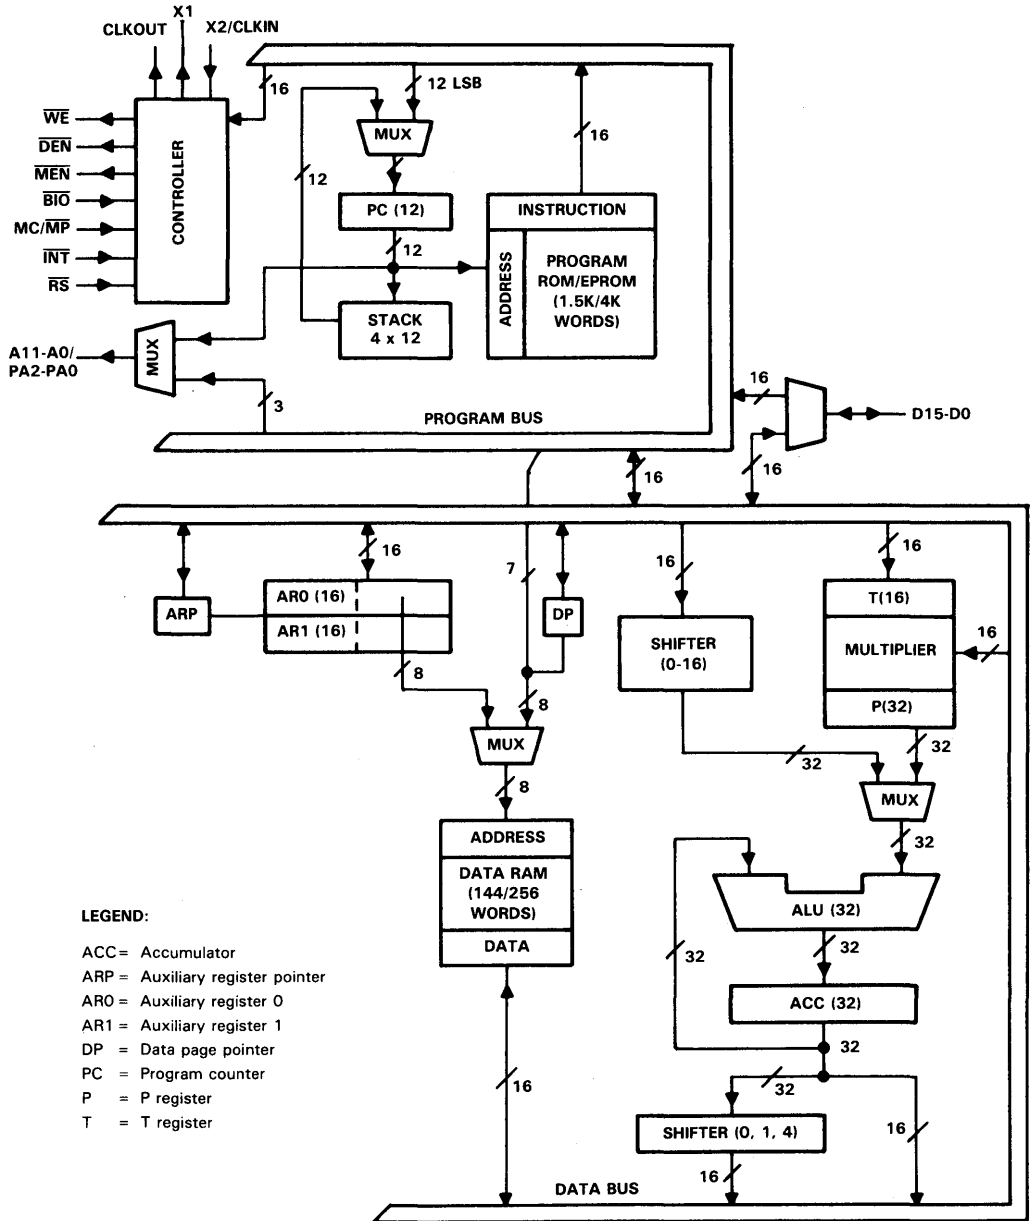 X1
CLKOUT
X2/CLKIN
16
12 LSB
WE
DEN
MEN
BIO
MC/MP
INT
RS
CONTROLLER
MUX
16
12
PC (12)
12
INSTRUCTION
ADDRESS
PROGRAM
ROM/EPROM
(1.5K/4K
WORDS)
STACK
4 x 12
A11-A0/
PA2-PA0
MUX
3
PROGRAM BUS
16
D15-D0
16
16
16
7
16
16
ARP
AR0 (16)
AR1 (16)
DP
8
8
SHIFTER
(0-16)
T(16)
MULTIPLIER
P(32)
16
MUX
8
32
32
MUX
32
ADDRESS
DATA RAM
(144/256
WORDS)
DATA
ALU (32)
32
32
ACC (32)
32
32
16
SHIFTER (0, 1, 4)
16
16
DATA BUS
LEGEND:
ACC = Accumulator
ARP = Auxiliary register pointer
AR0 = Auxiliary register 0
AR1 = Auxiliary register 1
DP = Data page pointer
PC = Program counter
P = P register
T = T register